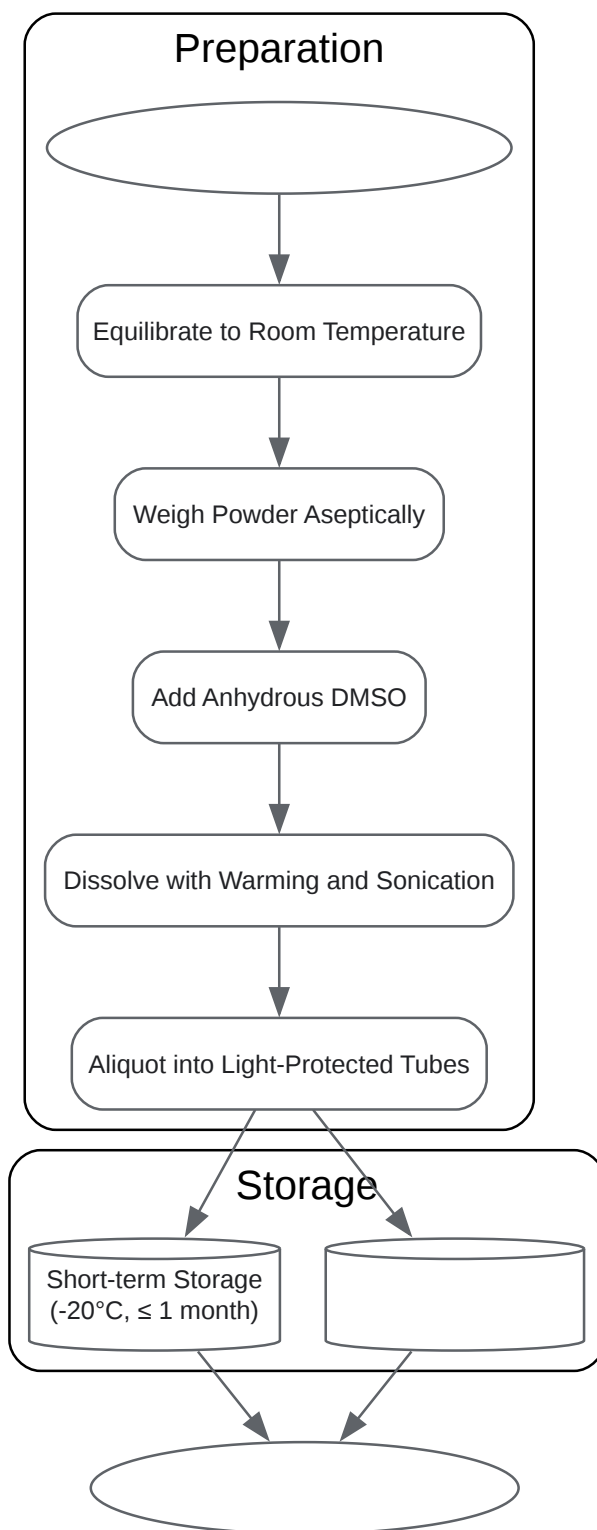 Preparation
Equilibrate to Room Temperature
Weigh Powder Aseptically
Add Anhydrous DMSO
Dissolve with Warming and Sonication
Aliquot into Light-Protected Tubes
Storage
Short-term Storage
(-20°C, ≤ 1 month)